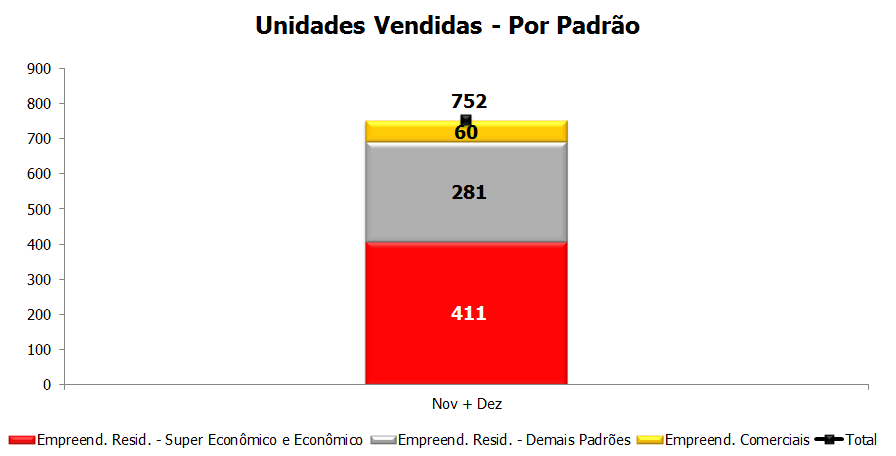 Unidades Vendidas - Por Padrão
900
800
700
600
500
400
300
200
100
0
752
60
281
411
Nov + Dez
Empreend. Resid. - Super Econômico e Econômico
Empreend. Resid. - Demais Padrões
Empreend. Comerciais
Total